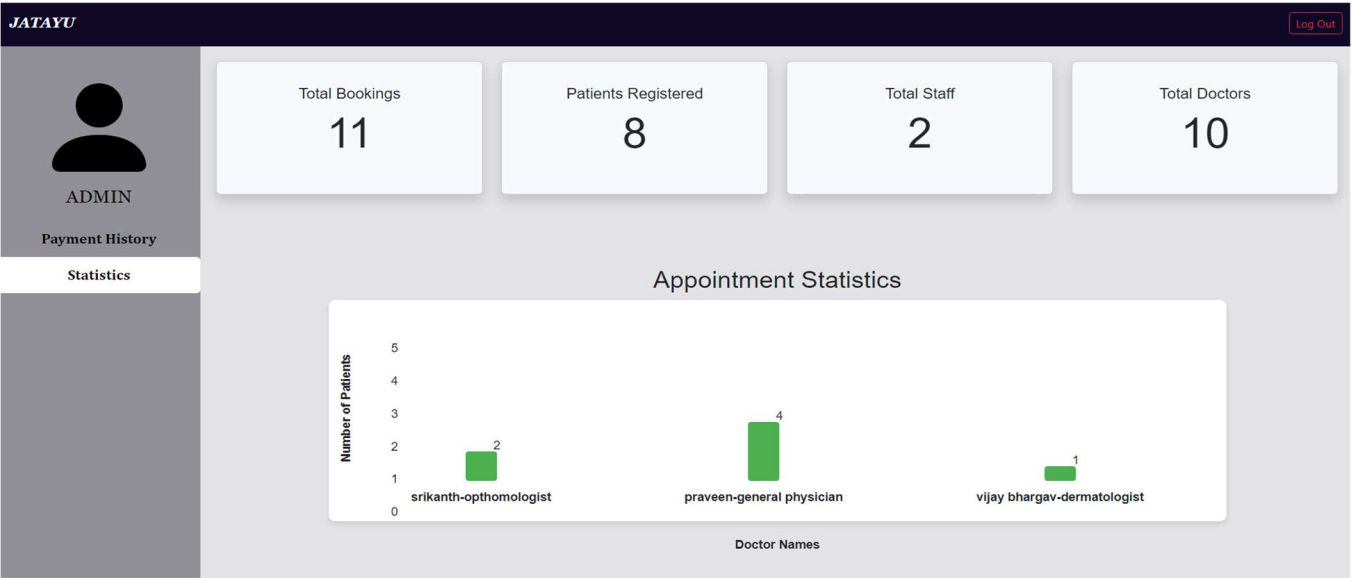 JATAYU
Log Out
ADMIN
Payment History
Statistics
Total Bookings
11
Patients Registered
8
Total Staff
2
Total Doctors
10
Appointment Statistics
Number of Patients
5
4
3
2
1
0
2
4
1
srikanth-opthomologist
praveen-general physician
vijay bhargav-dermatologist
Doctor Names